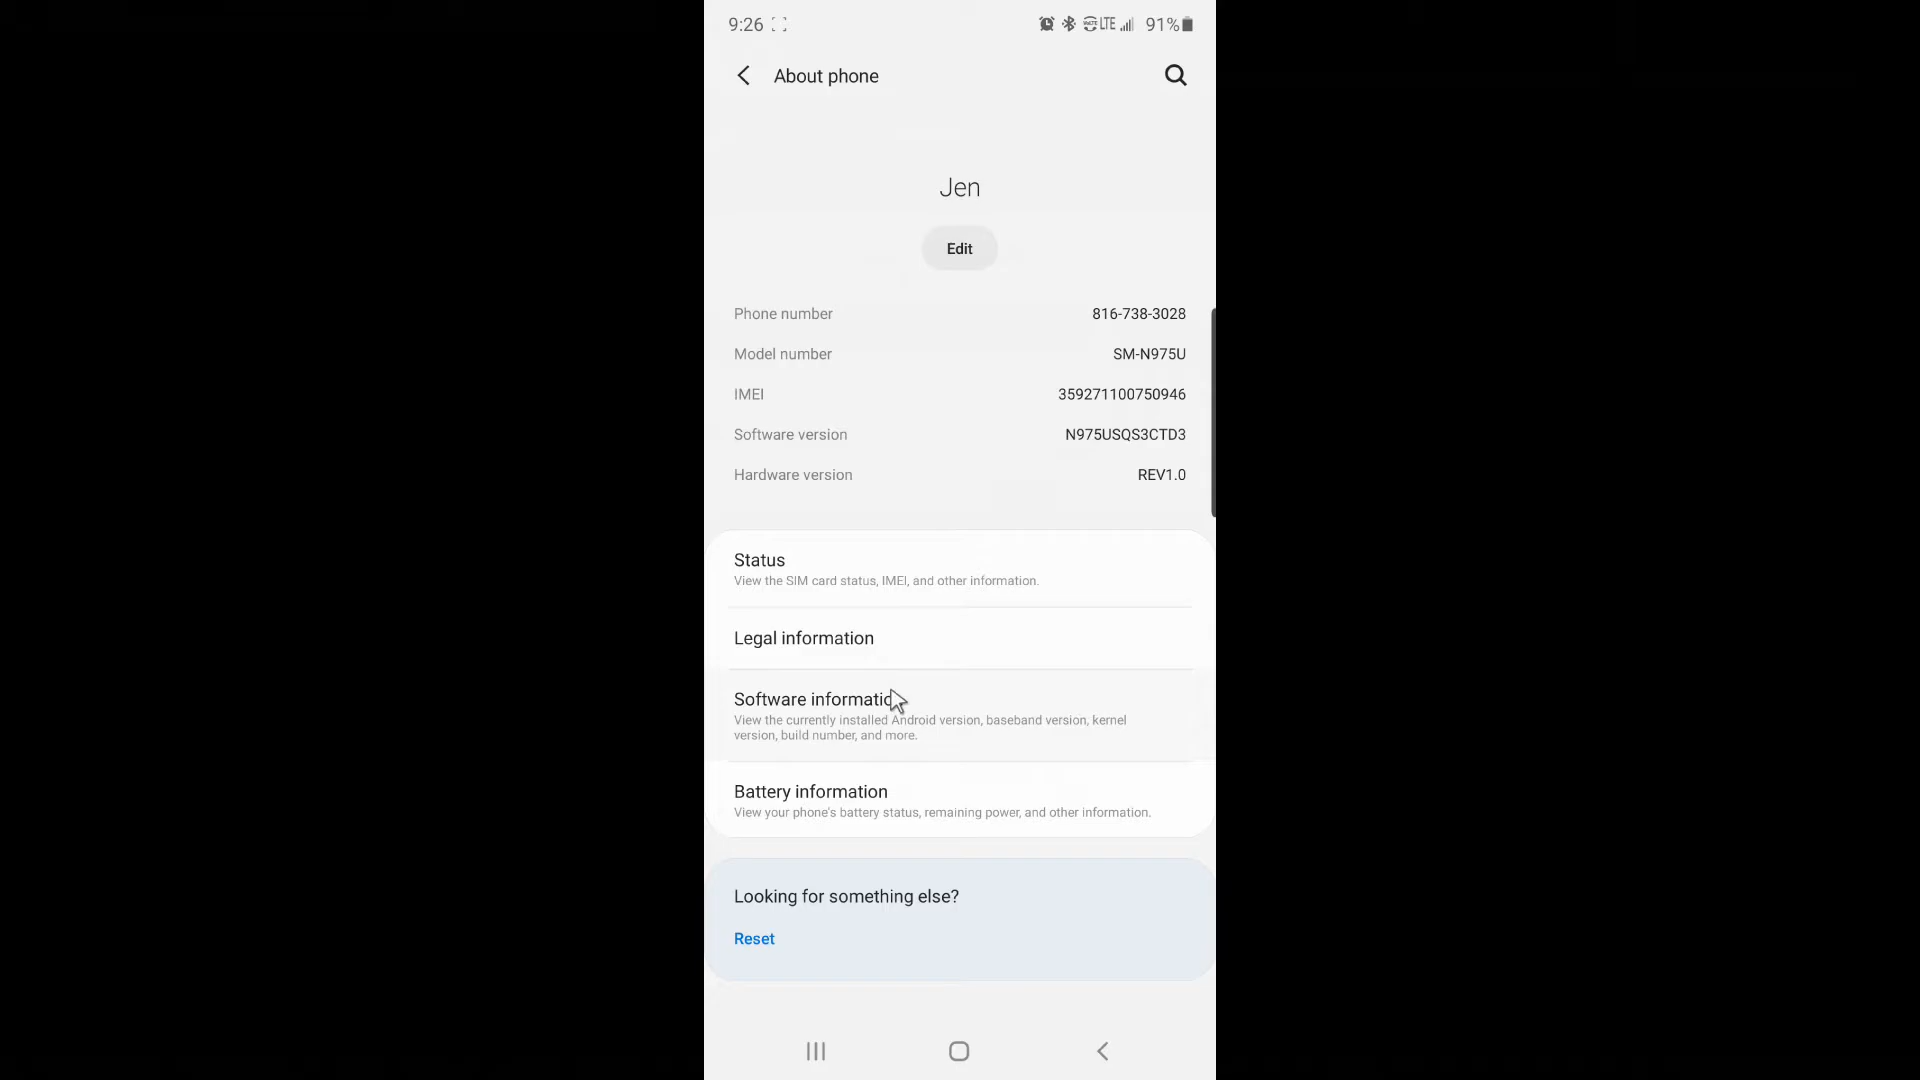 9:26 LTE 91%
About phone
Jen
Edit
Phone number 816-738-3028
Model number SM-N975U
IMEI 359271100750946
Software version N975USQS3CTD3
Hardware version REV1.0
Status
View the SIM card status, IMEI, and other information.
Legal information
Software informatio
View the currently installed Android version, baseband version, kernel
version, build number, and more.
Battery information
View your phone's battery status, remaining power, and other information.
Looking for something else?
Reset